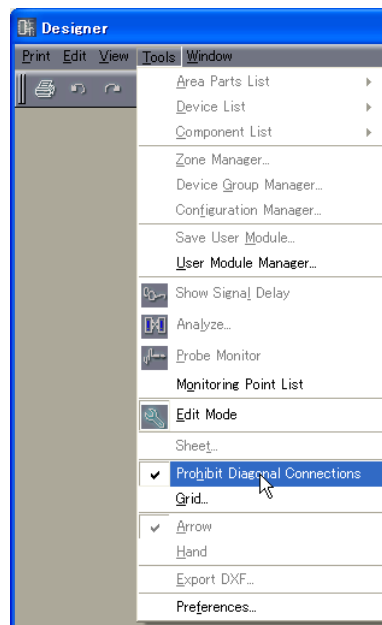 Designer
Print Edit View Tools Window
Area Parts List
Device List
Component List
Zone Manager...
Device Group Manager...
Configuration Manager...
Save User Module...
User Module Manager...
Show Signal Delay
Analyze...
Probe Monitor
Monitoring Point List
Edit Mode
Sheet...
Prohibit Diagonal Connections
Grid...
Arrow
Hand
Export DXF...
Preferences...